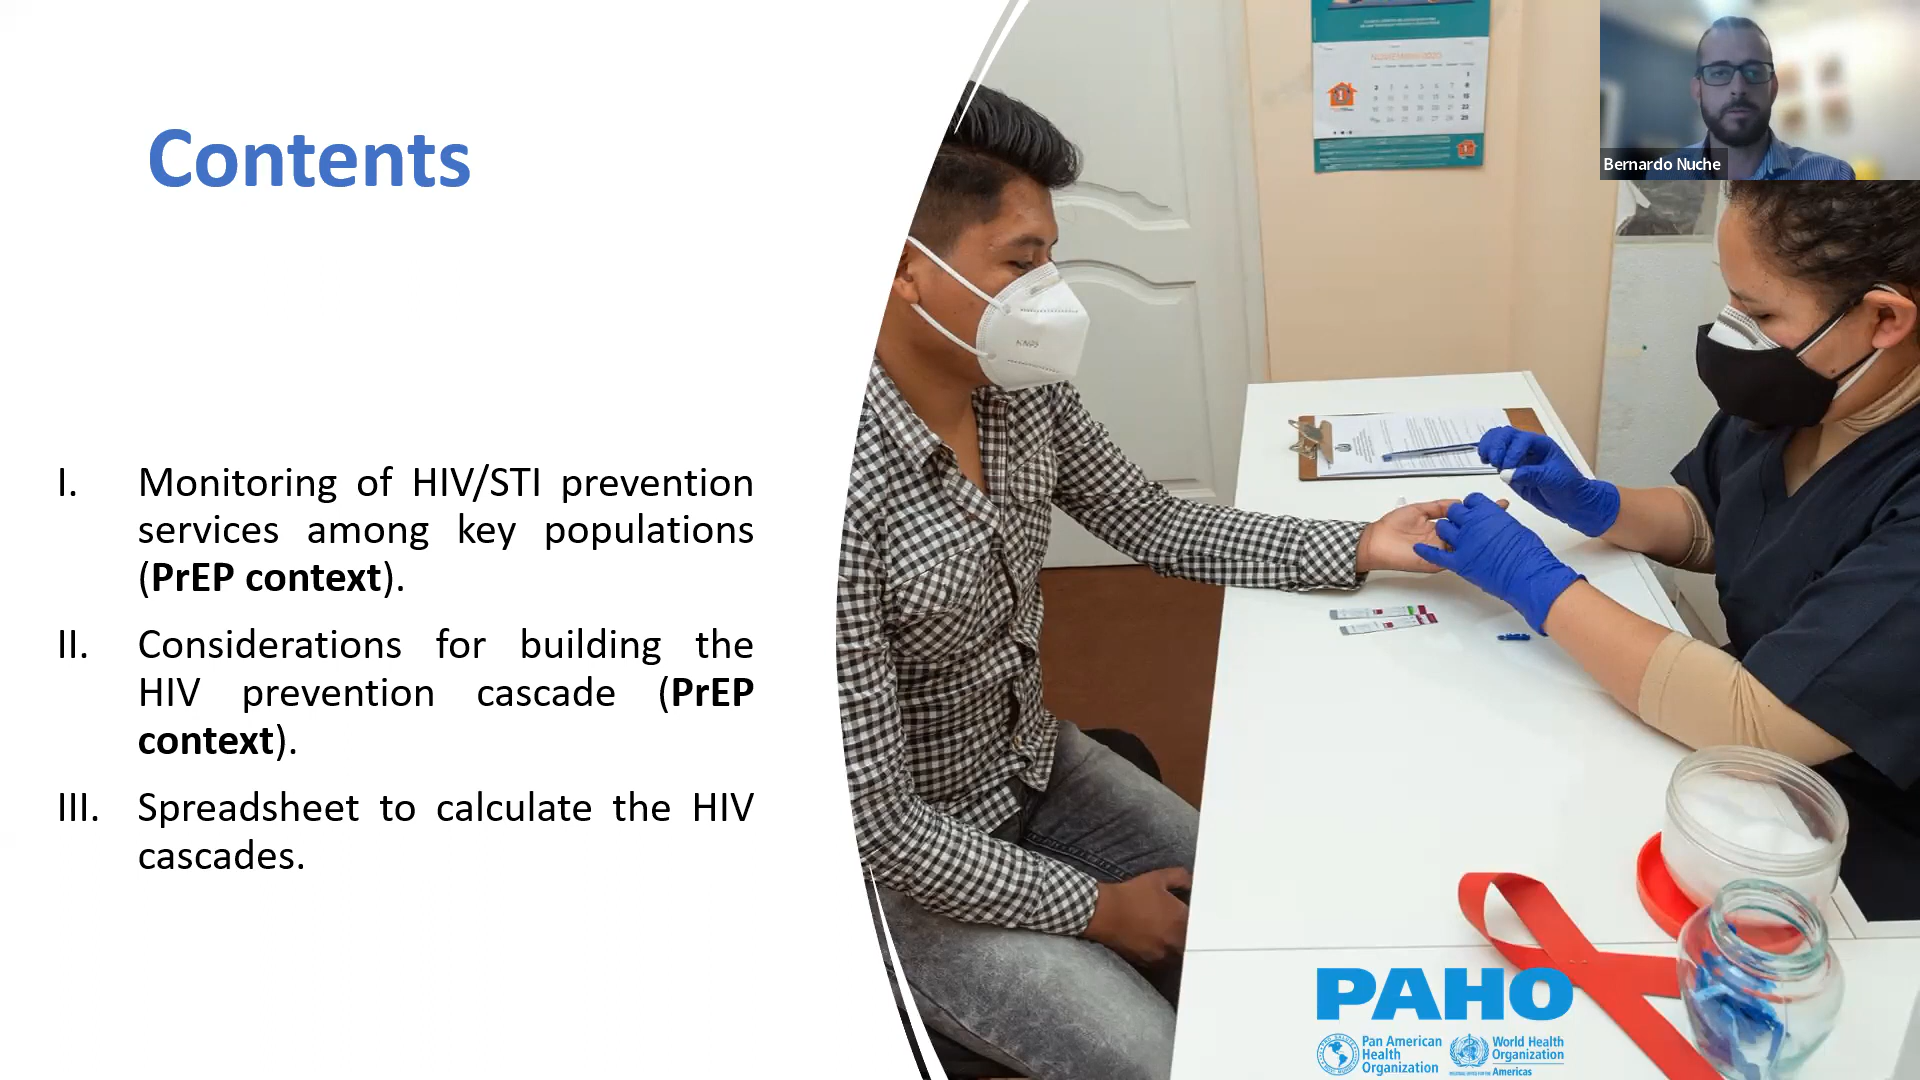 Contents
I. Monitoring of HIV/STI prevention
services among key populations
(PrEP context).
II. Considerations for building the
HIV prevention cascade (PrEP
context).
III. Spreadsheet to calculate the HIV
cascades.
Bernardo Nuche
PAHO
Pan American
Health
Organization
World Health
Organization
Americas